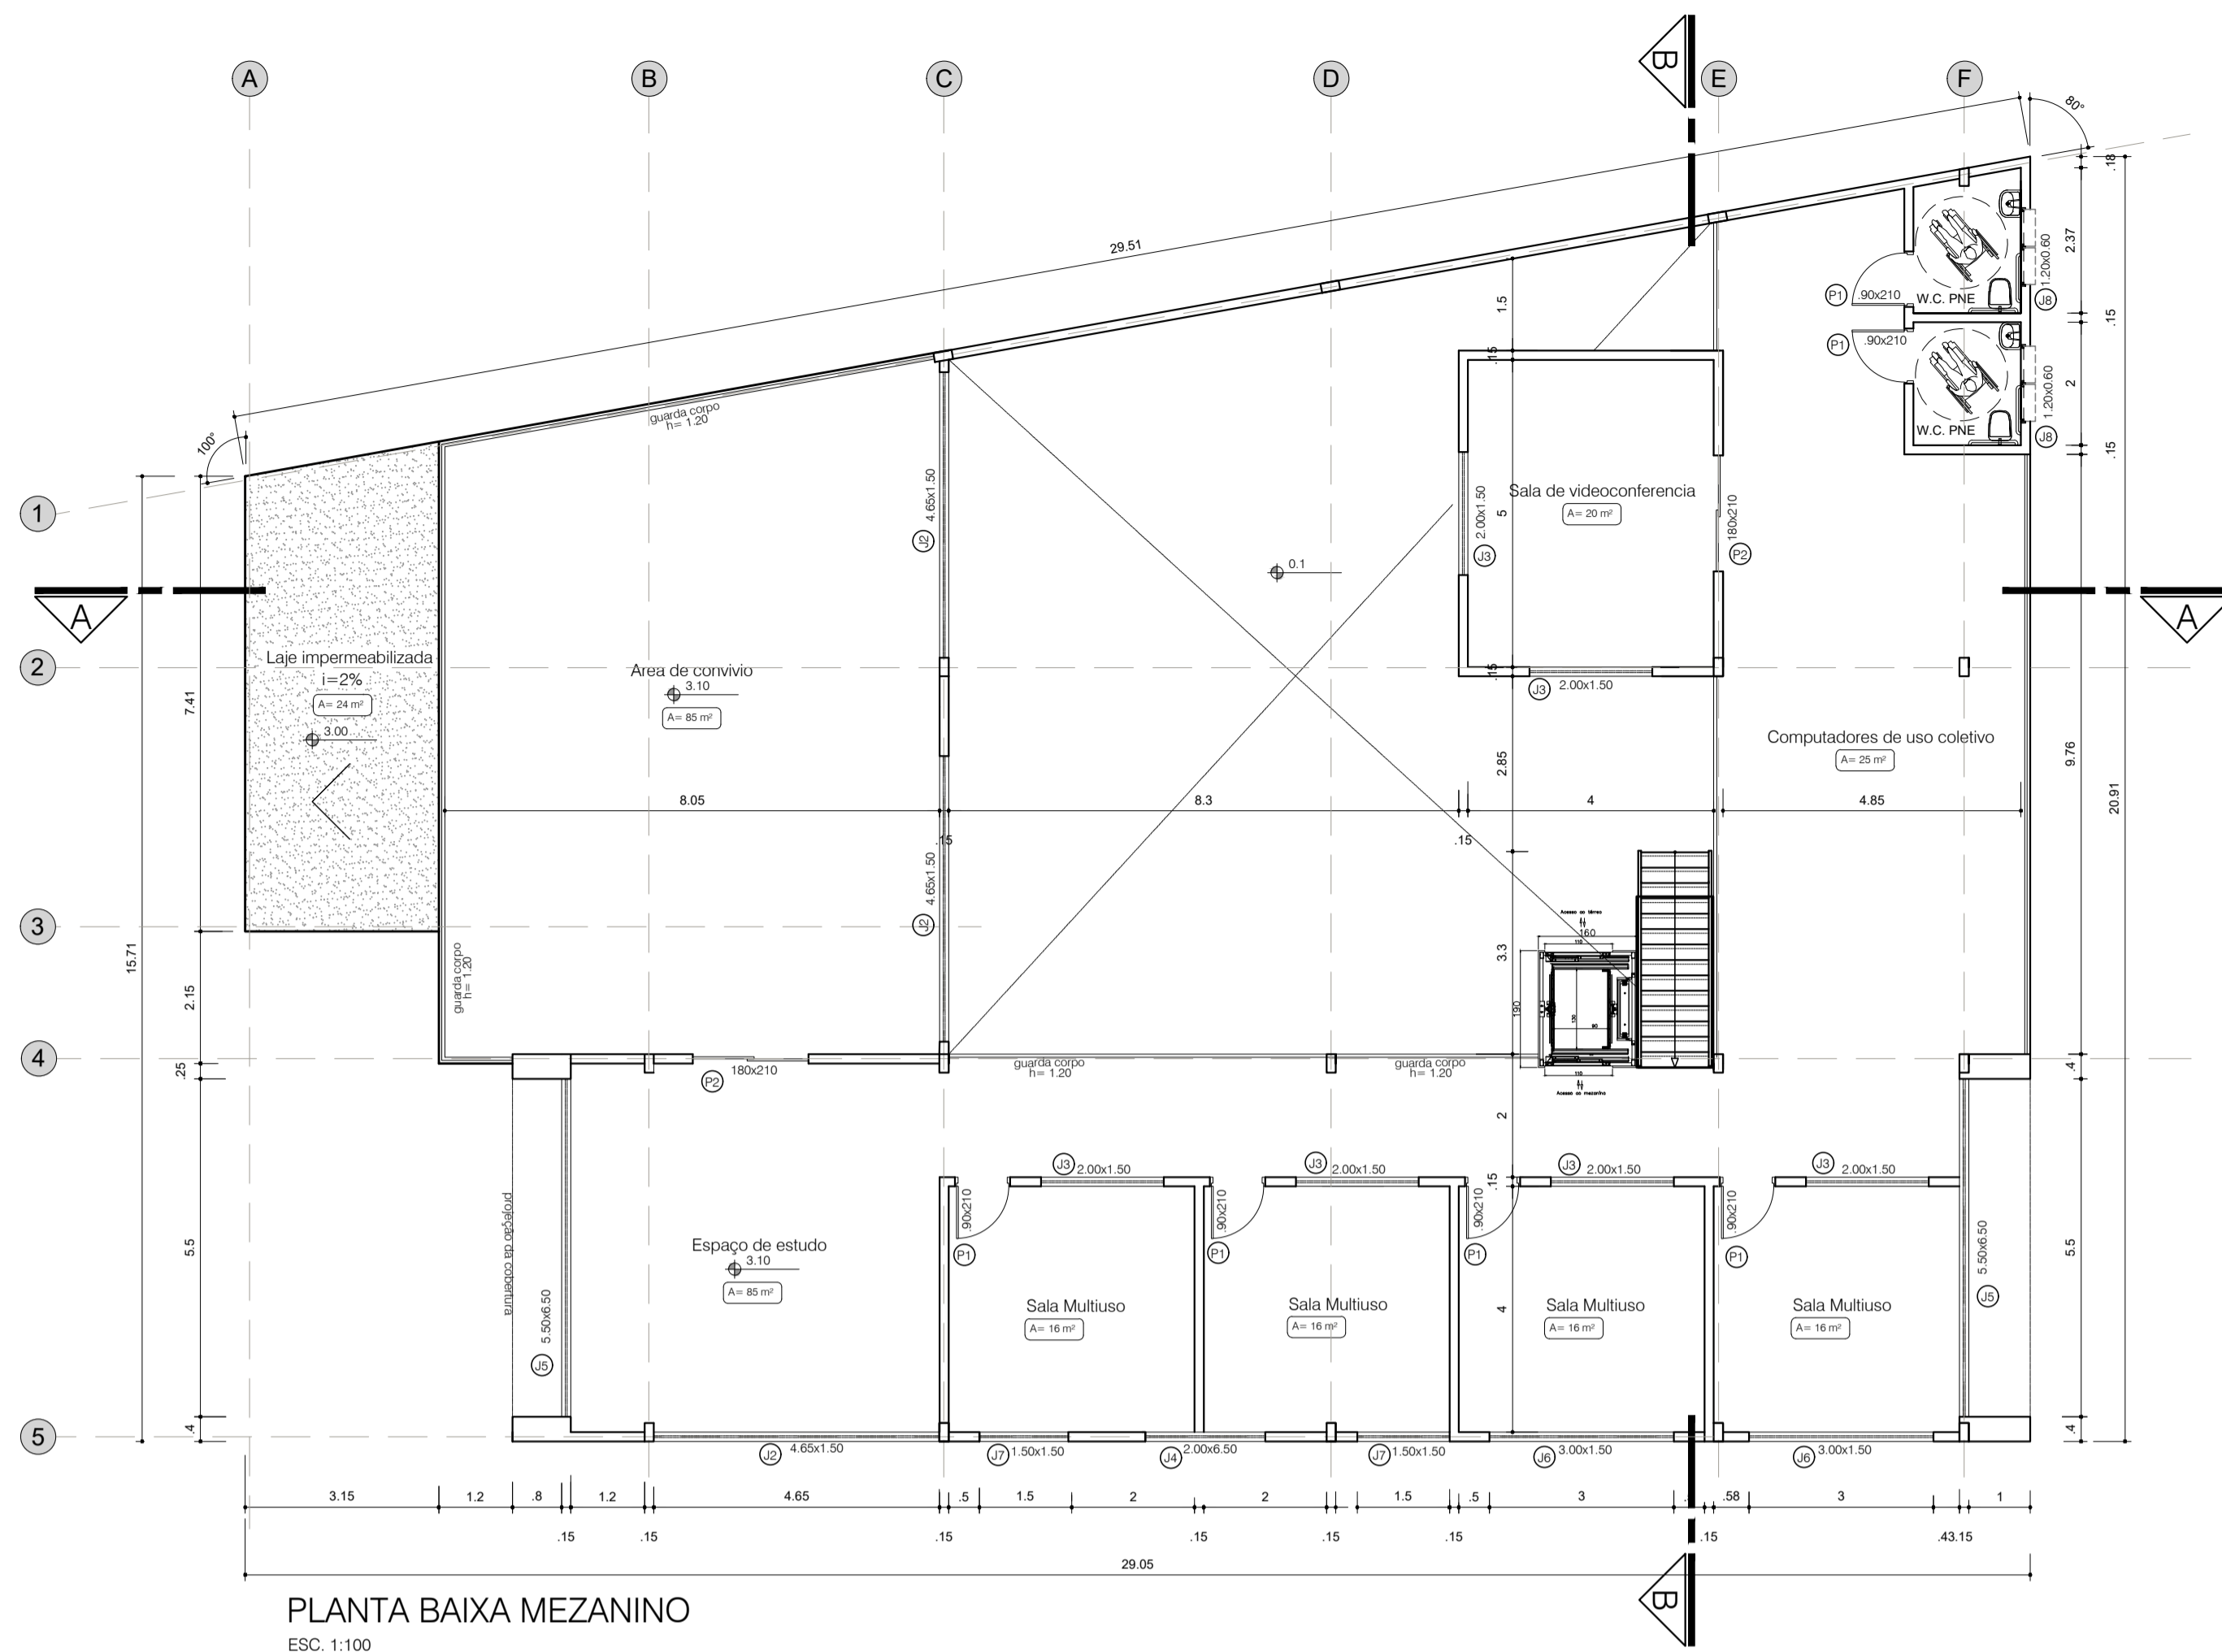 A
B
C
D
E
F
B
80°
.18
29.51
2.37
1.20x0.60
P1
.90x210
W.C. PNE
J8
1.5
.15
P1
.90x210
.15
2
1.20x0.60
guarda corpo
h= 1.20
100°
W.C. PNE
J8
.15
4.65x1.50
J2
1
Sala de videoconferencia
A= 20 m²
2.00x1.50
J3
5
180x210
P2
0.1
A
A
Laje impermeabilizada
i=2%
A= 24 m²
3.00
2
Area de convivio
3.10
A= 85 m²
.15
J3
2.00x1.50
7.41
Computadores de uso coletivo
A= 25 m²
2.85
9.76
20.91
8.05
8.3
4
4.85
.15
.15
4.65x1.50
J2
3
Acesso ao térreo
160
110
15.71
2.15
guarda corpo
h= 1.20
3.3
190
130
90
4
.25
P2
180x210
guarda corpo
h= 1.20
guarda corpo
h= 1.20
110
Acesso ao mezanino
.4
2
J3
2.00x1.50
J3
2.00x1.50
J3
2.00x1.50
J3
2.00x1.50
.15
.90x210
P1
.90x210
P1
.90x210
P1
.90x210
P1
projeção da cobertura
5.5
Espaço de estudo
3.10
A= 85 m²
5.50x6.50
J5
5.50x6.50
J5
5.5
Sala Multiuso
A= 16 m²
Sala Multiuso
A= 16 m²
4
Sala Multiuso
A= 16 m²
Sala Multiuso
A= 16 m²
.4
.4
5
J2
4.65x1.50
J7
1.50x1.50
J4
2.00x6.50
J7
1.50x1.50
J6
3.00x1.50
J6
3.00x1.50
3.15
1.2
.8
1.2
4.65
.5
1.5
2
2
1.5
.5
3
.58
3
1
.15
.15
.15
.15
.15
.15
.15
.43
.15
29.05
B
PLANTA BAIXA MEZANINO
ESC. 1:100